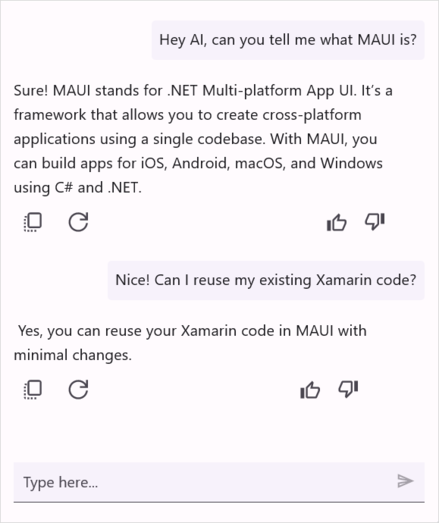 Hey AI, can you tell me what MAUI is?
Sure! MAUI stands for .NET Multi-platform App UI. It’s a
framework that allows you to create cross-platform
applications using a single codebase. With MAUI, you
can build apps for iOS, Android, macOS, and Windows
using C# and .NET.
Nice! Can I reuse my existing Xamarin code?
Yes, you can reuse your Xamarin code in MAUI with
minimal changes.
Type here...